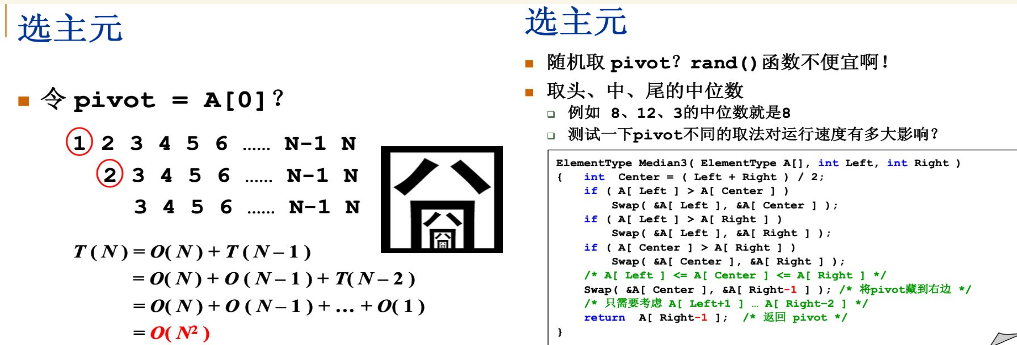 选主元
令 pivot = A[0]?
1 2 3 4 5 6 …… N-1 N
2 3 4 5 6 …… N-1 N
3 4 5 6 …… N-1 N
T ( N ) = O( N ) + T ( N – 1 )
= O( N ) + O ( N – 1 ) + T( N – 2 )
= O( N ) + O ( N – 1 ) + … + O( 1 )
= O( N² )
选主元
随机取 pivot? rand()函数不便宜啊!
取头、中、尾的中位数
例如 8、12、3的中位数就是8
测试一下pivot不同的取法对运行速度有多大影响?
ElementType Median3( ElementType A[], int Left, int Right )
{ int Center = ( Left + Right ) / 2;
if ( A[ Left ] > A[ Center ] )
Swap( &A[ Left ], &A[ Center ] );
if ( A[ Left ] > A[ Right ] )
Swap( &A[ Left ], &A[ Right ] );
if ( A[ Center ] > A[ Right ] )
Swap( &A[ Center ], &A[ Right ] );
/* A[ Left ] <= A[ Center ] <= A[ Right ] */
Swap( &A[ Center ], &A[ Right-1 ] ); /* 将pivot藏到右边 */
/* 只需要考虑 A[ Left+1 ] … A[ Right–2 ] */
return A[ Right-1 ]; /* 返回 pivot */
}